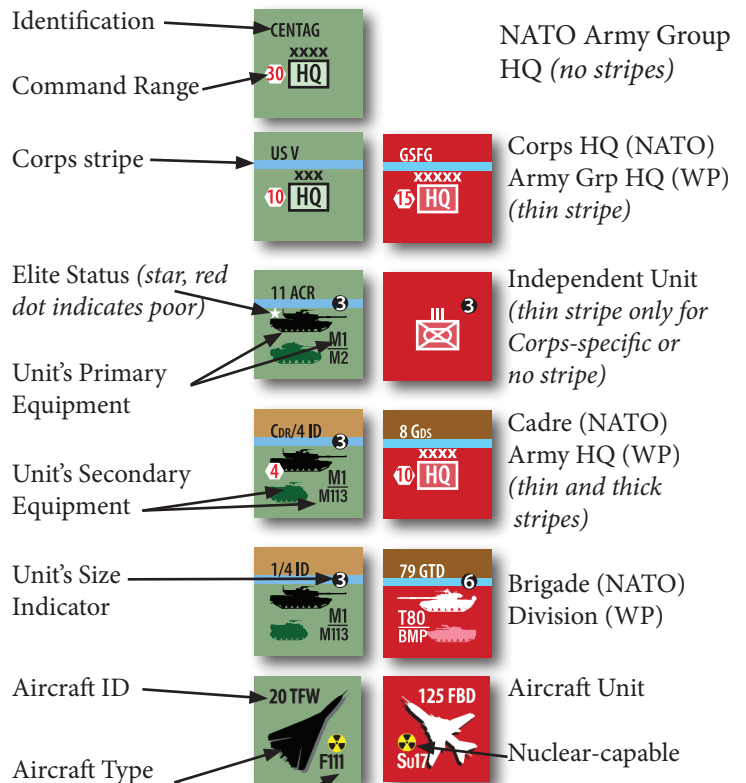 Identification
CENTAG
xxxx
Command Range
30 HQ
NATO Army Group
HQ (no stripes)
Corps stripe
US V
xxx
10 HQ
GSFG
xxxxx
15 HQ
Corps HQ (NATO)
Army Grp HQ (WP)
(thin stripe)
Elite Status (star, red
dot indicates poor)
Unit's Primary
Equipment
11 ACR
3
M1
M2
III
3
Independent Unit
(thin stripe only for
Corps-specific or
no stripe)
Unit's Secondary
Equipment
CDR/4 ID
3
4
M1
M113
8 GDS
xxxx
10 HQ
Cadre (NATO)
Army HQ (WP)
(thin and thick
stripes)
Unit's Size
Indicator
1/4 ID
3
M1
M113
79 GTD
6
T80
BMP
Brigade (NATO)
Division (WP)
Aircraft ID
20 TFW
F111
125 FBD
Su17
Aircraft Unit
Aircraft Type
Nuclear-capable